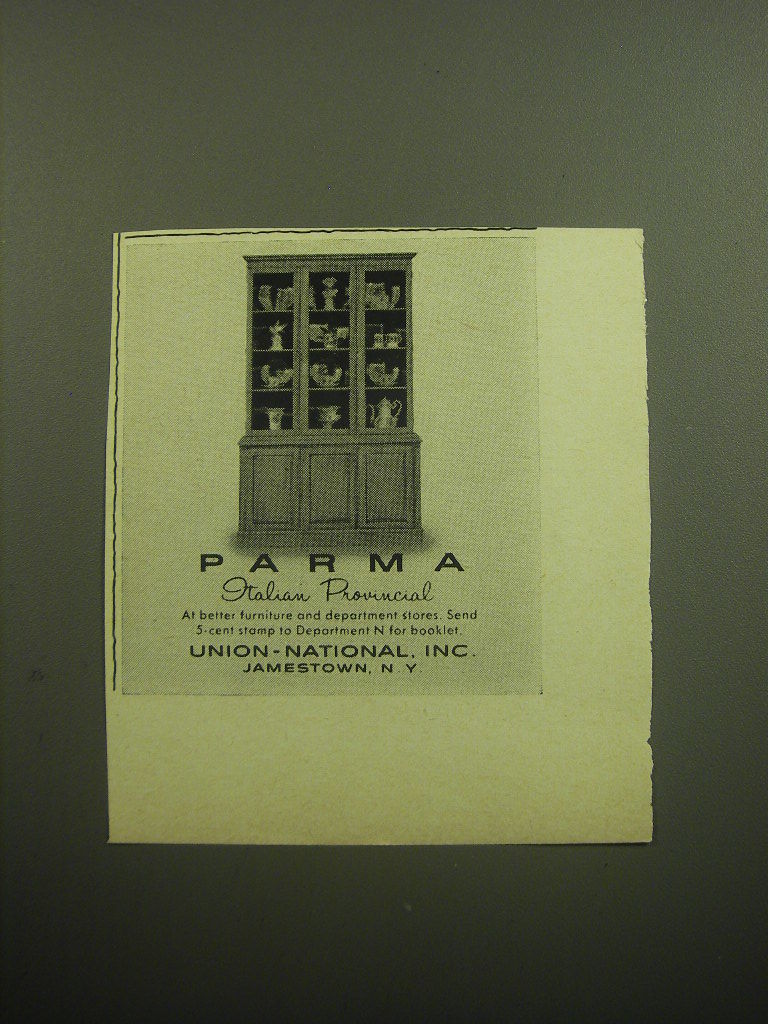 PARMA
Italian Provincial
At better furniture and department stores. Send
5-cent stamp to Department N for booklet.
UNION-NATIONAL, INC.
JAMESTOWN, N Y